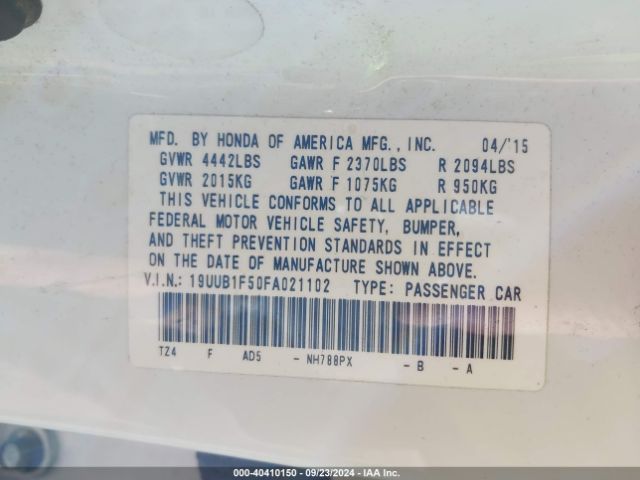 MFD. BY HONDA OF AMERICA MFG., INC. 04/'15
GVWR 4442LBS GAWR F 2370LBS R 2094LBS
GVWR 2015KG GAWR F 1075KG R 950KG
THIS VEHICLE CONFORMS TO ALL APPLICABLE
FEDERAL MOTOR VEHICLE SAFETY, BUMPER,
AND THEFT PREVENTION STANDARDS IN EFFECT
ON THE DATE OF MANUFACTURE SHOWN ABOVE.
V.I.N.: 19UUB1F50FA021102 TYPE: PASSENGER CAR
TZ4 F AD5 - NH788PX - B - A
000-40410150 - 09/23/2024 - IAA Inc.